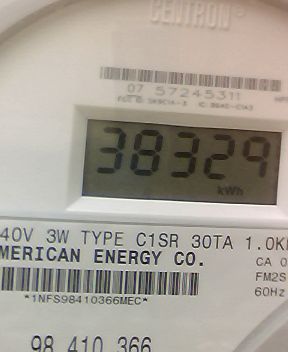 CENTRON®
07 57245311
38329
kWh
40V 3W TYPE C1SR 30TA 1.0K
MERICAN ENERGY CO.
CA 0
FM2S
60Hz
*1NFS98410366MEC*
98 410 366